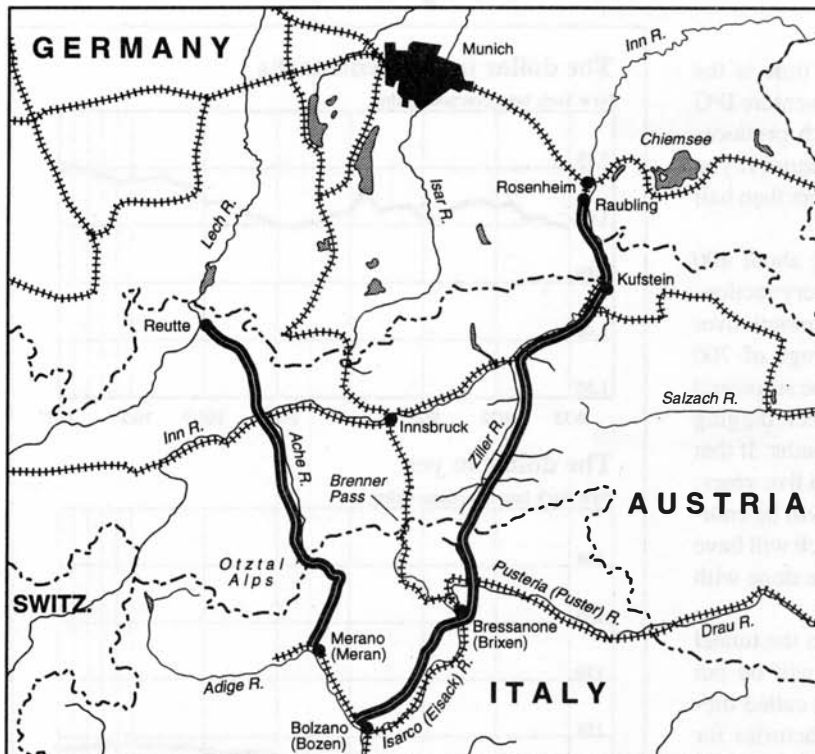 GERMANY
Munich
Inn R.
Chiemsee
Rosenheim
Raubling
Lech R.
Isar R.
Kufstein
Reutte
Salzach R.
Inn R.
Innsbruck
Ache R.
Ziller R.
Brenner
Pass
AUSTRIA
Otztal
Alps
SWITZ.
Pusteria (Puster) R.
Bressanone
(Brixen)
Drau R.
Merano
(Meran)
Adige R.
ITALY
Isarco (Eisack) R.
Bolzano
(Bozen)